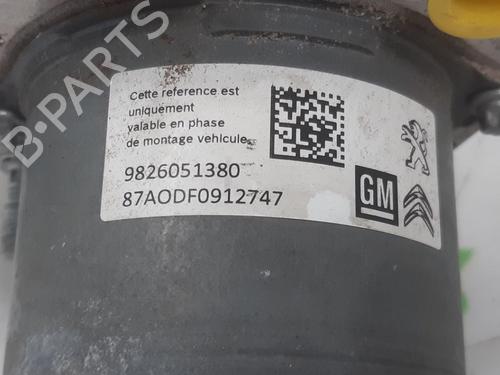 Cette reference est
uniquement
valable en phase
de montage vehicule.
9826051380
87AODF0912747
GM
B-PARTS